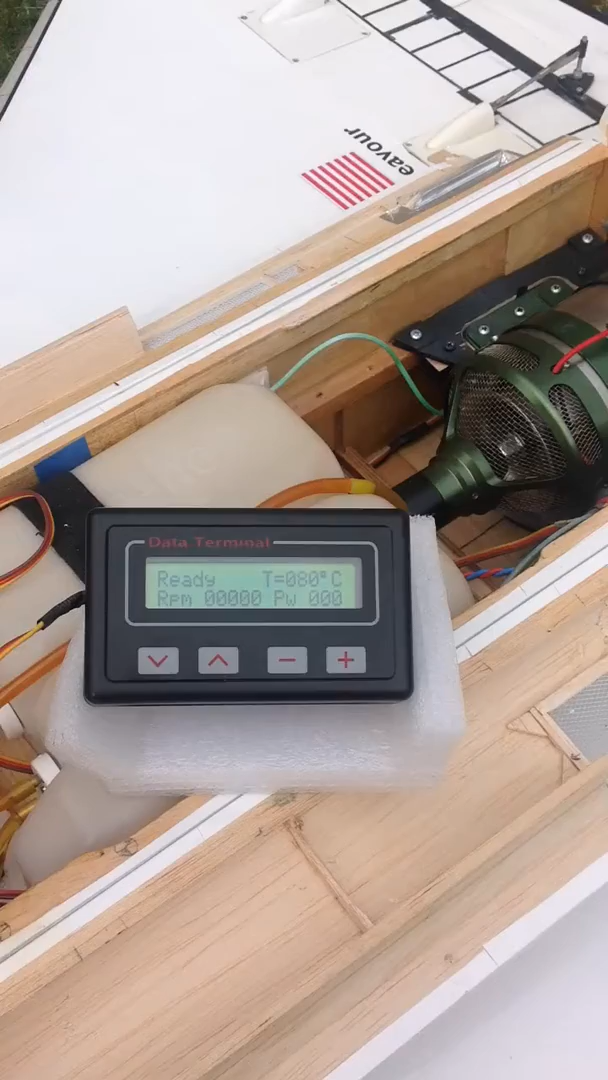 eavour
Data Terminal
Ready T=080°C
Rpm 00000 Pw 000
- +